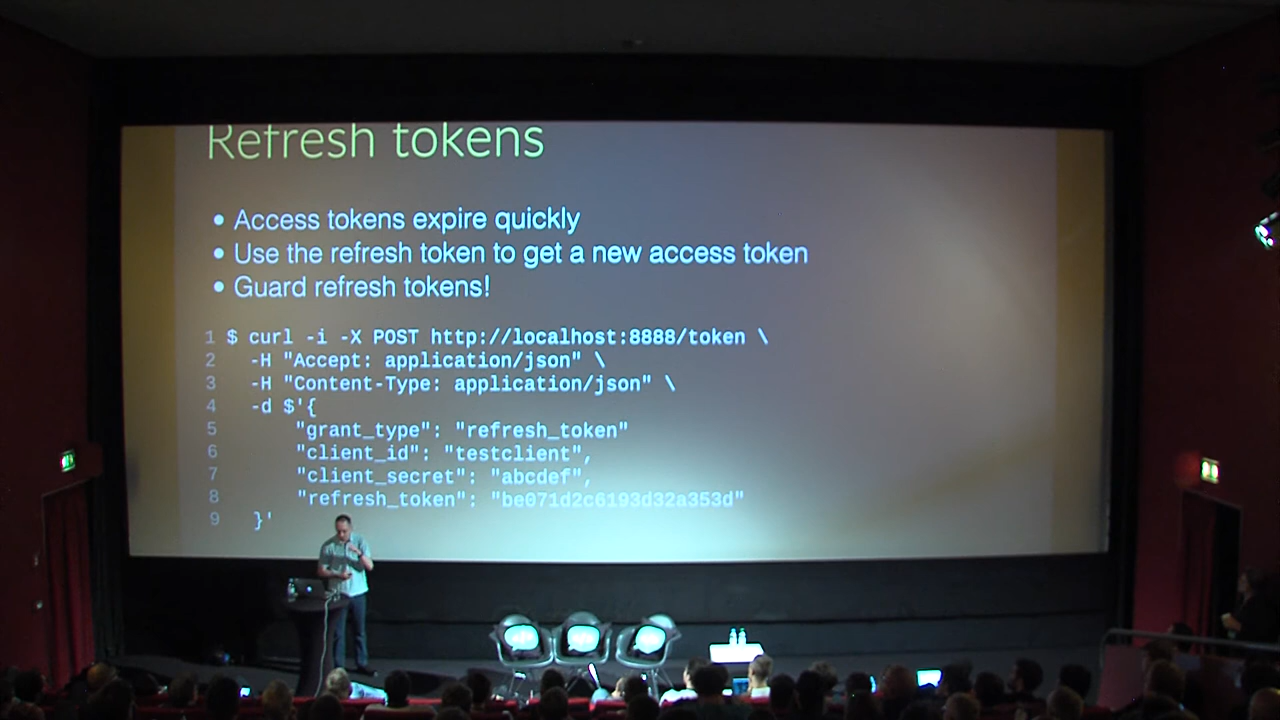 Refresh tokens
• Access tokens expire quickly
• Use the refresh token to get a new access token
• Guard refresh tokens!
1 $ curl -i -X POST http://localhost:8888/token \
2 -H "Accept: application/json" \
3 -H "Content-Type: application/json" \
4 -d $'{
5 "grant_type": "refresh_token"
6 "client_id": "testclient",
7 "client_secret": "abcdef",
8 "refresh_token": "be071d2c6193d32a353d"
9 }'